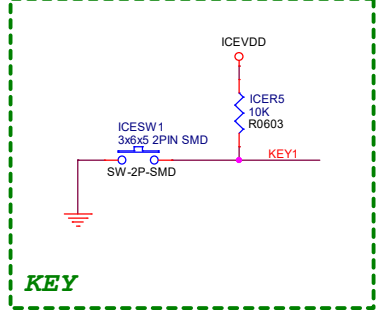 ICEVDD
ICER5
10K
R0603
ICESW1
3x6x5 2PIN SMD
KEY1
SW-2P-SMD
KEY